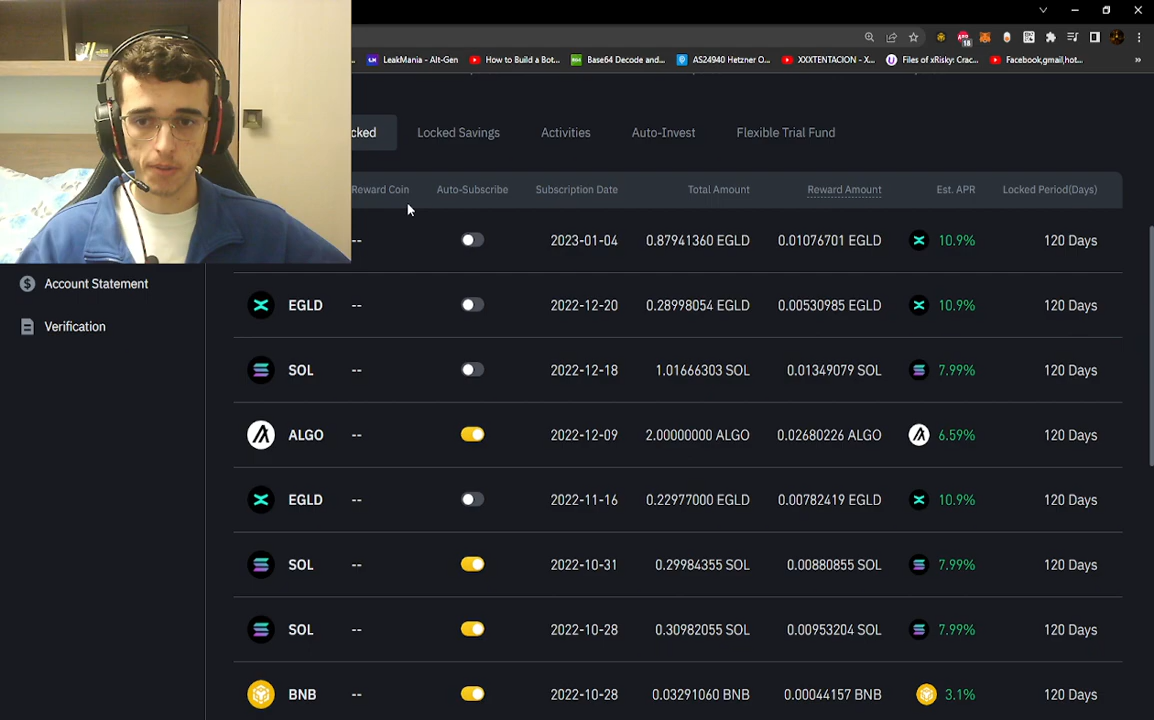 18
LM LeakMania - Alt-Gen How to Build a Bot... Base64 Decode and... AS24940 Hetzner O... XXXTENTACION - X... Files of xRisky: Crac... Facebook,gmail,hot... »
cked Locked Savings Activities Auto-Invest Flexible Trial Fund
Reward Coin Auto-Subscribe Subscription Date Total Amount Reward Amount Est. APR Locked Period(Days)
-- 2023-01-04 0.87941360 EGLD 0.01076701 EGLD 10.9% 120 Days
Account Statement
EGLD -- 2022-12-20 0.28998054 EGLD 0.00530985 EGLD 10.9% 120 Days
Verification
SOL -- 2022-12-18 1.01666303 SOL 0.01349079 SOL 7.99% 120 Days
ALGO -- 2022-12-09 2.00000000 ALGO 0.02680226 ALGO 6.59% 120 Days
EGLD -- 2022-11-16 0.22977000 EGLD 0.00782419 EGLD 10.9% 120 Days
SOL -- 2022-10-31 0.29984355 SOL 0.00880855 SOL 7.99% 120 Days
SOL -- 2022-10-28 0.30982055 SOL 0.00953204 SOL 7.99% 120 Days
BNB -- 2022-10-28 0.03291060 BNB 0.00044157 BNB 3.1% 120 Days